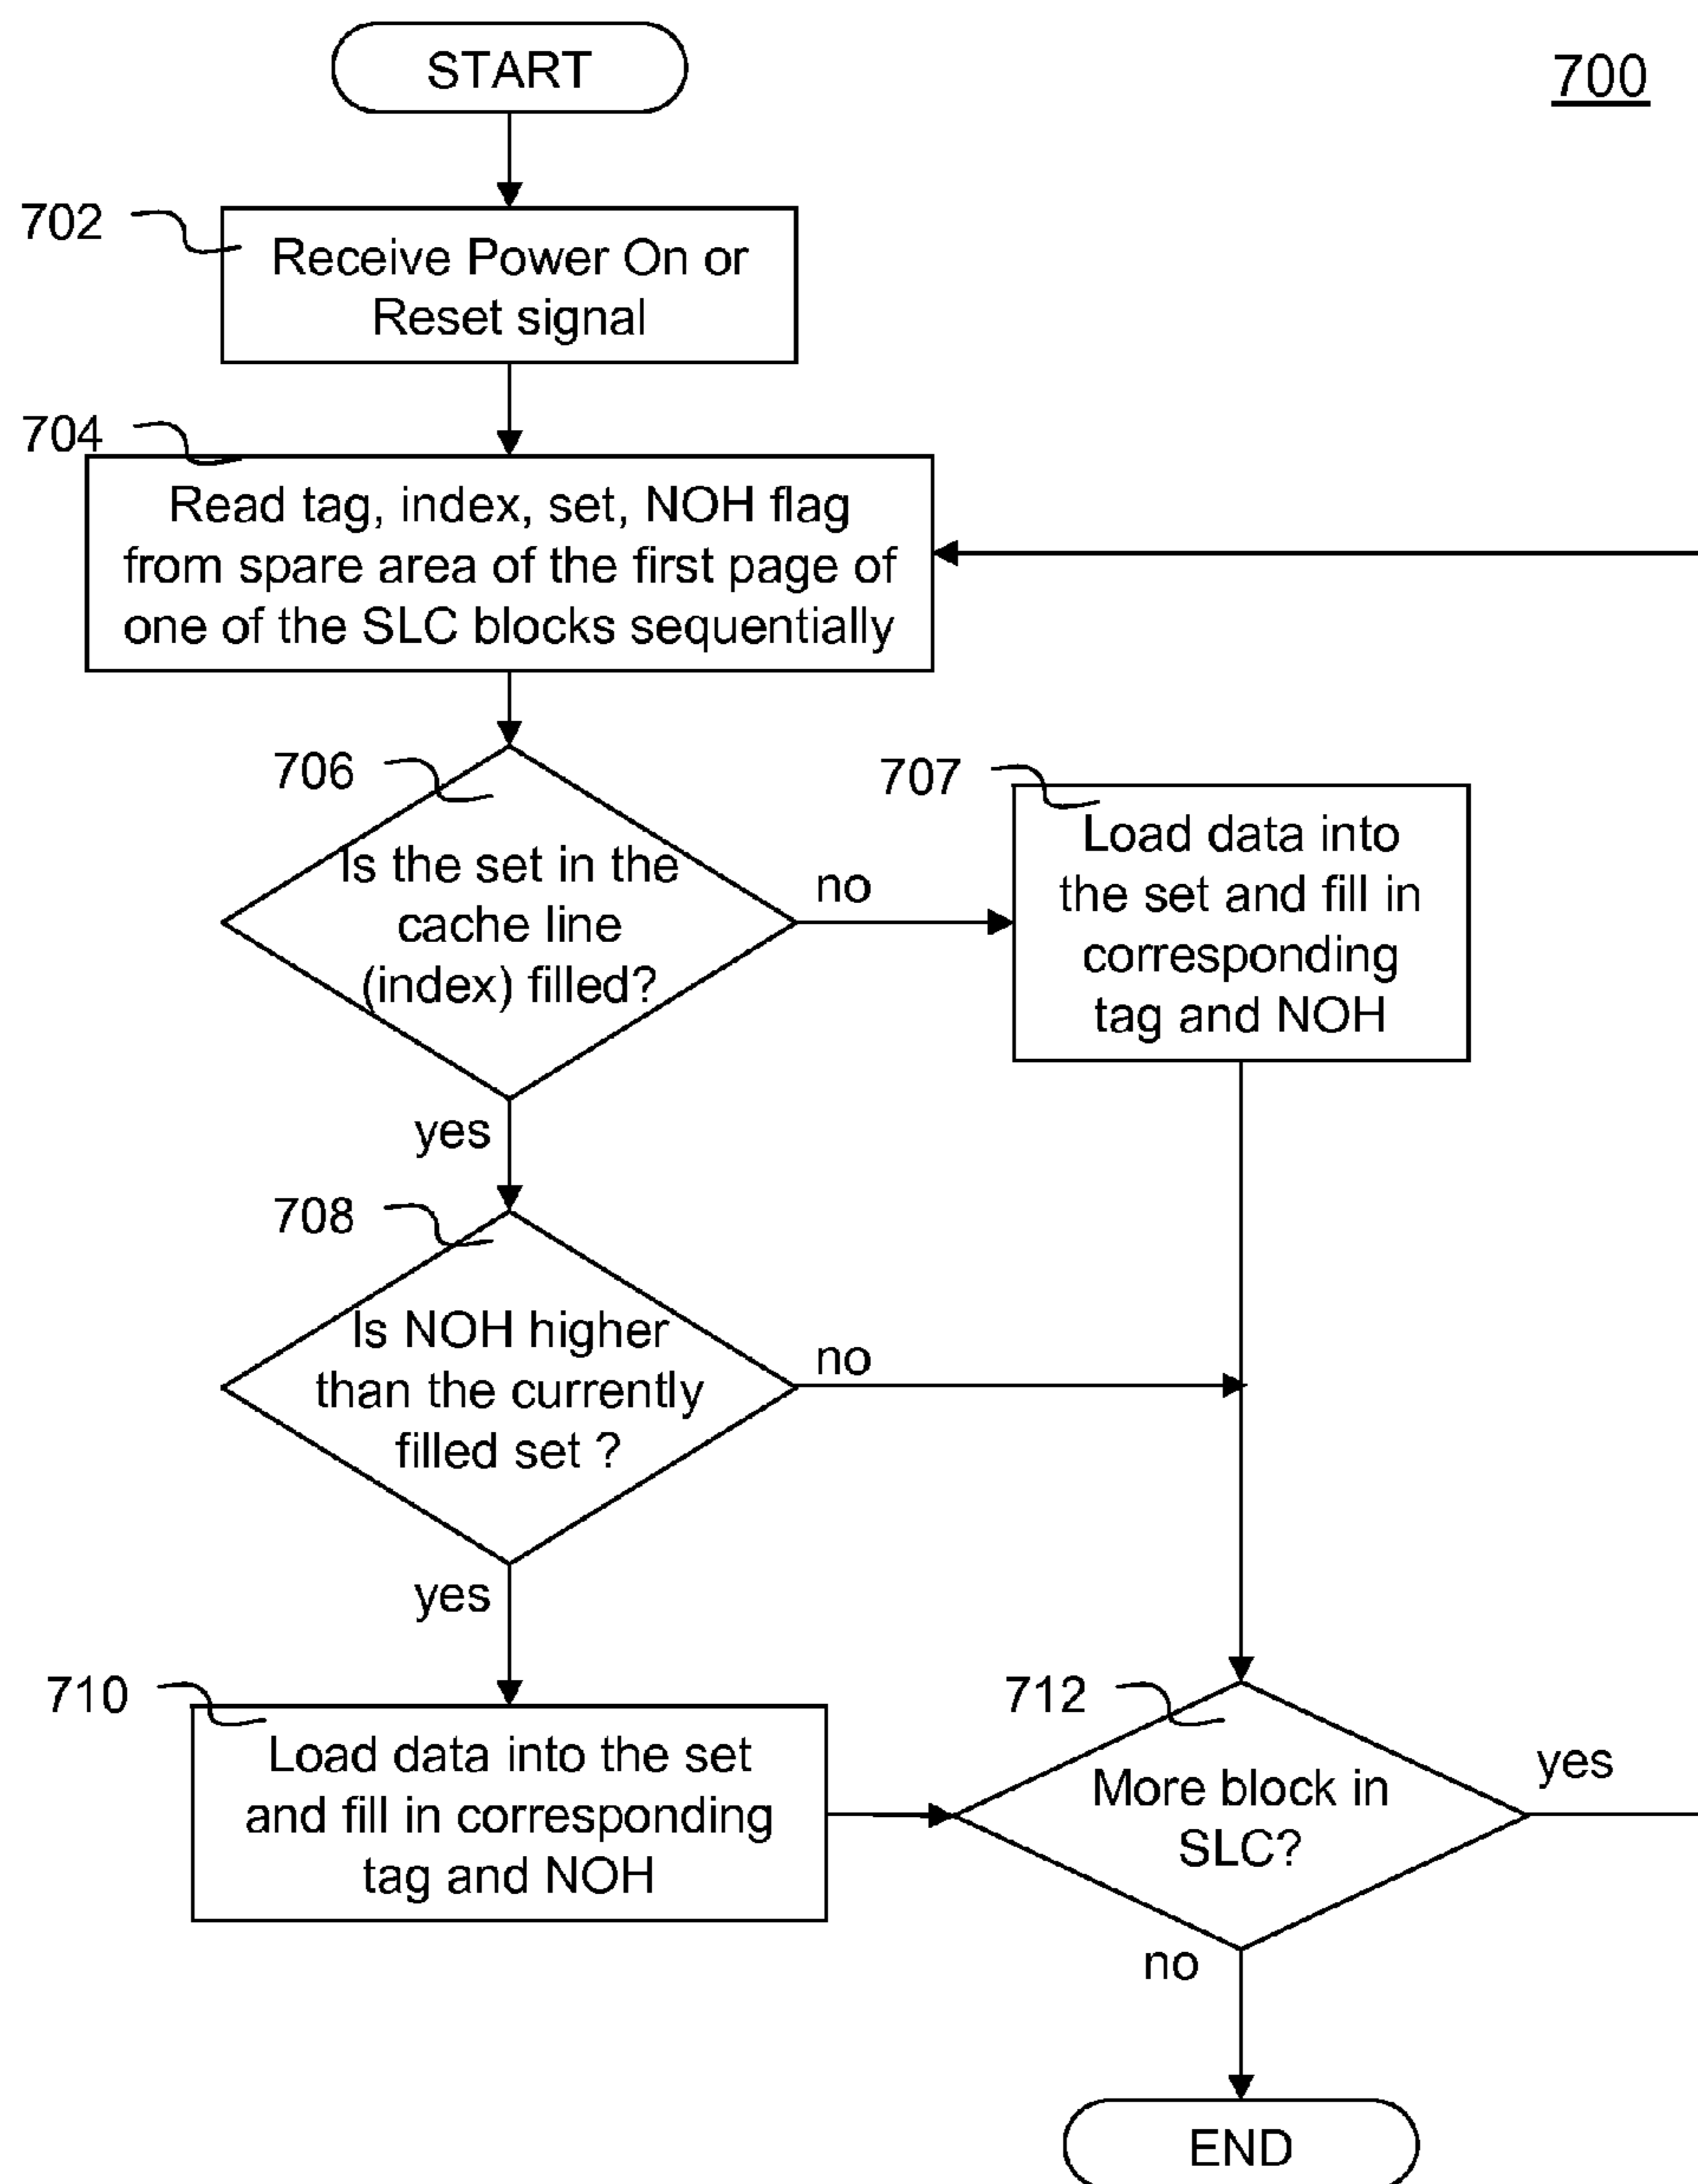 START
700
702
Receive Power On or
Reset signal
704
Read tag, index, set, NOH flag
from spare area of the first page of
one of the SLC blocks sequentially
706
Is the set in the
cache line
(index) filled?
no
yes
707
Load data into
the set and fill in
corresponding
tag and NOH
708
Is NOH higher
than the currently
filled set ?
no
yes
710
Load data into the set
and fill in corresponding
tag and NOH
712
More block in
SLC?
yes
no
END